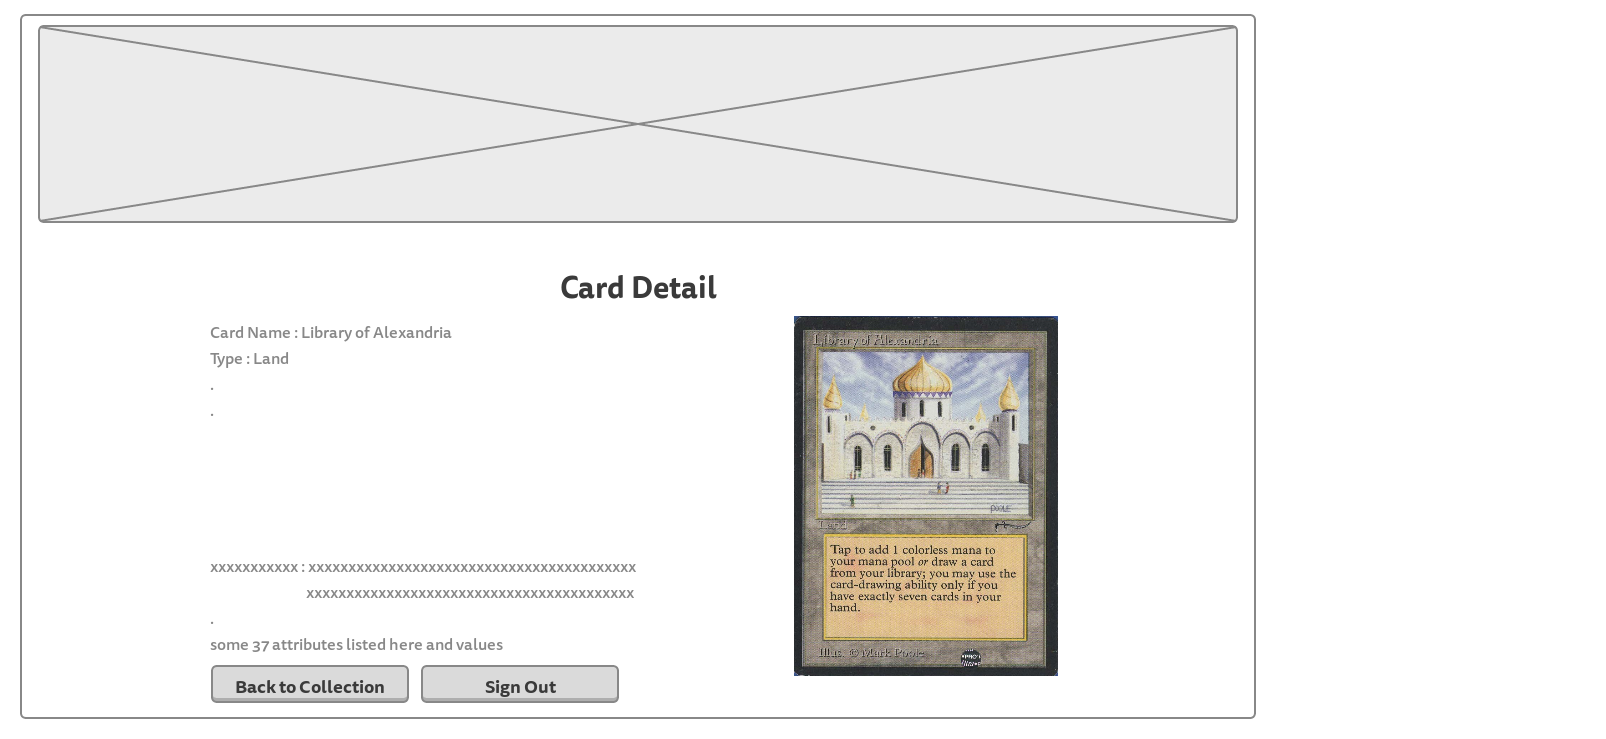 Card Detail
Card Name : Library of Alexandria
Type : Land
.
.
xxxxxxxxxxx : xxxxxxxxxxxxxxxxxxxxxxxxxxxxxxxxxxxxxxxxx
xxxxxxxxxxxxxxxxxxxxxxxxxxxxxxxxxxxxxxxxx
.
some 37 attributes listed here and values
Back to Collection
Sign Out
Library of Alexandria
POOLE
Land
Tap to add 1 colorless mana to
your mana pool or draw a card
from your library; you may use the
card-drawing ability only if you
have exactly seven cards in your
hand.
Illus. © Mark Poole